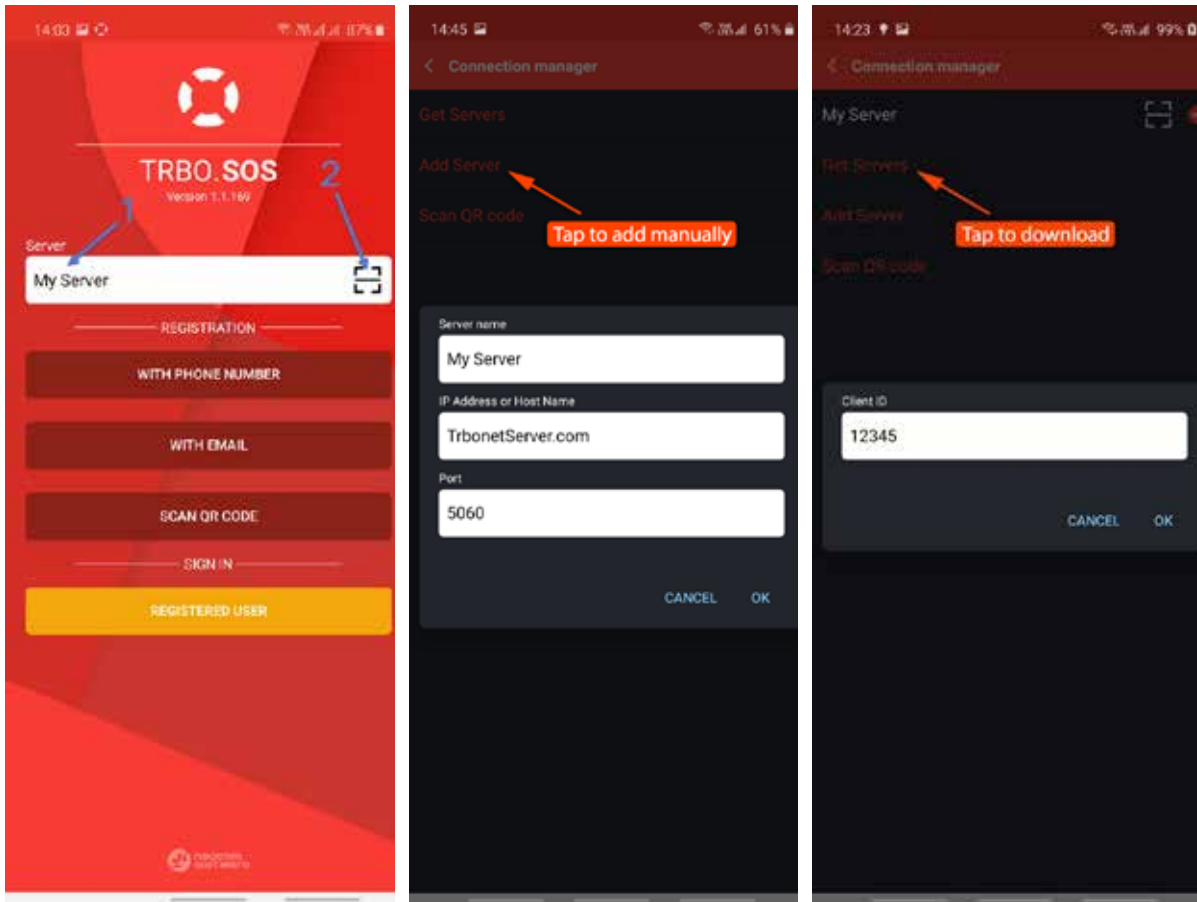 14:03
87%
TRBO.SOS
Version 1.1.169
1
2
Server
My Server
REGISTRATION
WITH PHONE NUMBER
WITH EMAIL
SCAN QR CODE
SIGN IN
REGISTERED USER
14:45
61%
Connection manager
Get Servers
Add Server
Scan QR code
Tap to add manually
Server name
My Server
IP Address or Host Name
TrbonetServer.com
Port
5060
CANCEL OK
14:23
99%
Connection manager
My Server
Get Servers
Add Server
Scan QR code
Tap to download
Client ID
12345
CANCEL OK